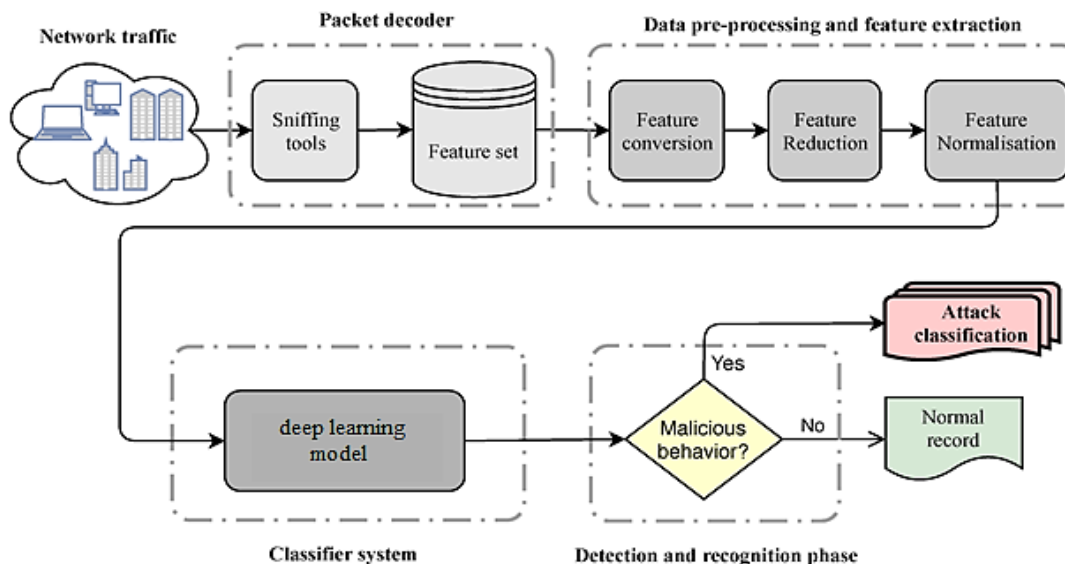 Network traffic
Packet decoder
Data pre-processing and feature extraction
Sniffing
tools
Feature set
Feature
conversion
Feature
Reduction
Feature
Normalisation
deep learning
model
Classifier system
Malicious
behavior?
Yes
No
Attack
classification
Normal
record
Detection and recognition phase